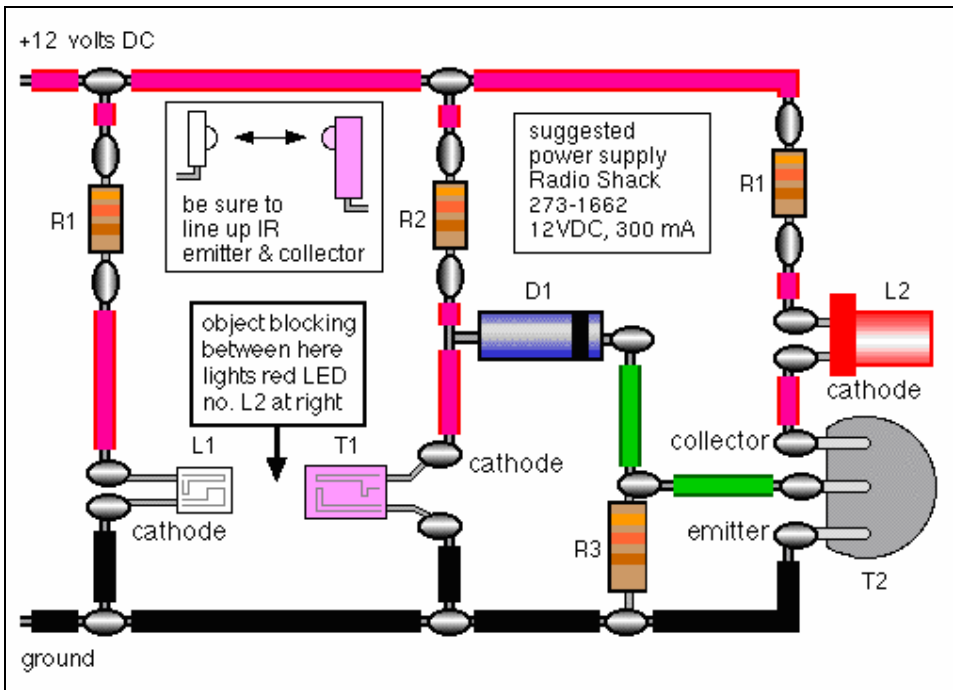 +12 volts DC
R1
be sure to
line up IR
emitter & collector
R2
suggested
power supply
Radio Shack
273-1662
12VDC, 300 mA
R1
D1
L2
object blocking
between here
lights red LED
no. L2 at right
cathode
L1
T1
cathode
collector
cathode
R3
emitter
T2
ground